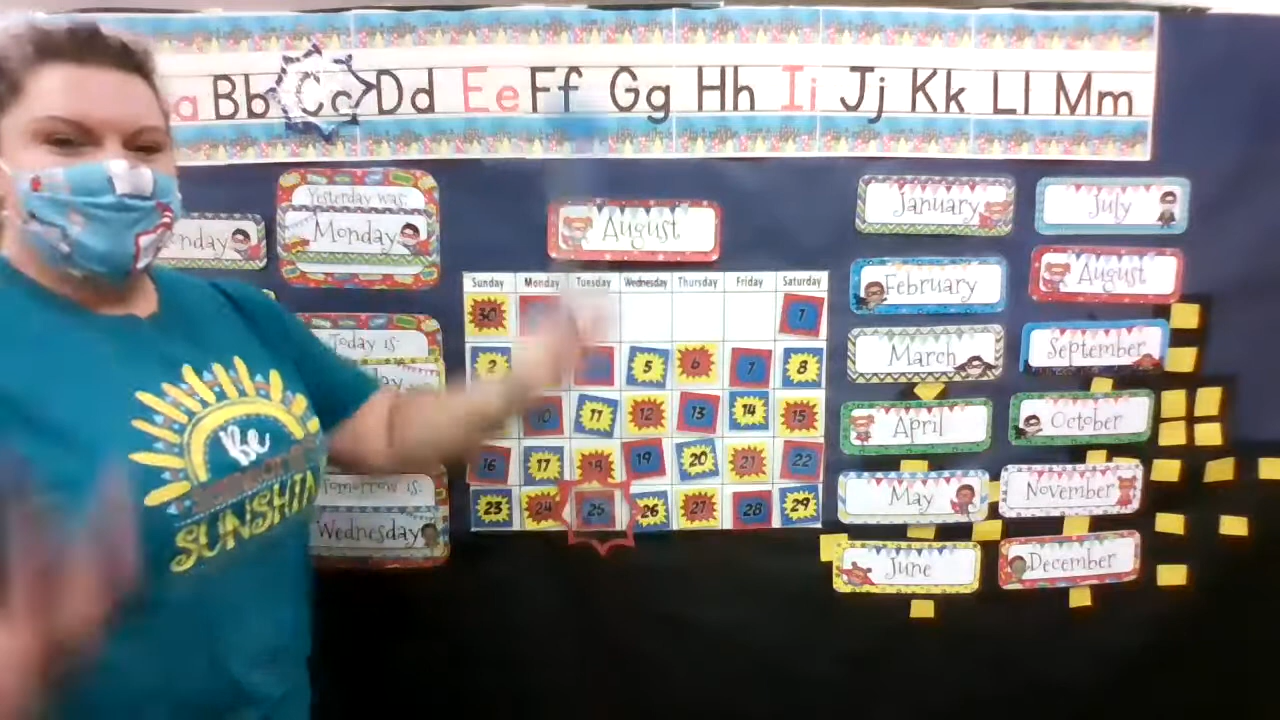 a Bb Cc Dd Ee Ff Gg Hh Ii Jj Kk Ll Mm
nday
Yesterday was:
Monday
Today is:
day
Tomorrow is:
Wednesday
Be
SUNSHI
August
Sunday Monday Tuesday Wednesday Thursday Friday Saturday
30 1
2 5 6 7 8
10 11 12 13 14 15
16 17 18 19 20 21 22
23 24 25 26 27 28 29
January
February
March
April
May
June
July
August
September
October
November
December